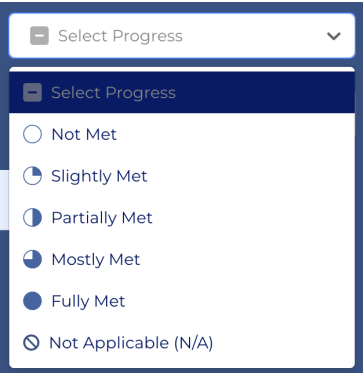 Select Progress
Select Progress
Not Met
Slightly Met
Partially Met
Mostly Met
Fully Met
Not Applicable (N/A)